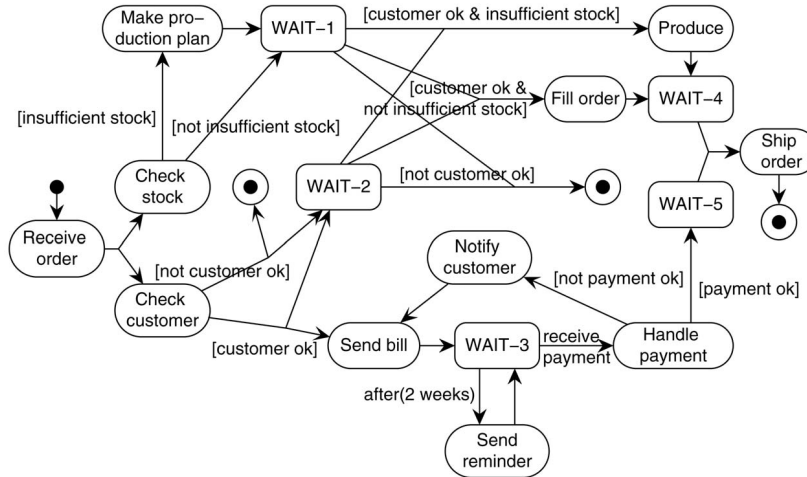 Make pro-
duction plan
WAIT-1
[customer ok & insufficient stock]
Produce
[customer ok &
not insufficient stock]
Fill order
WAIT-4
[insufficient stock]
[not insufficient stock]
Ship
order
Check
stock
WAIT-2
[not customer ok]
WAIT-5
Receive
order
Notify
customer
[not customer ok]
[not payment ok]
[payment ok]
Check
customer
[customer ok]
Send bill
WAIT-3
receive
payment
Handle
payment
after(2 weeks)
Send
reminder